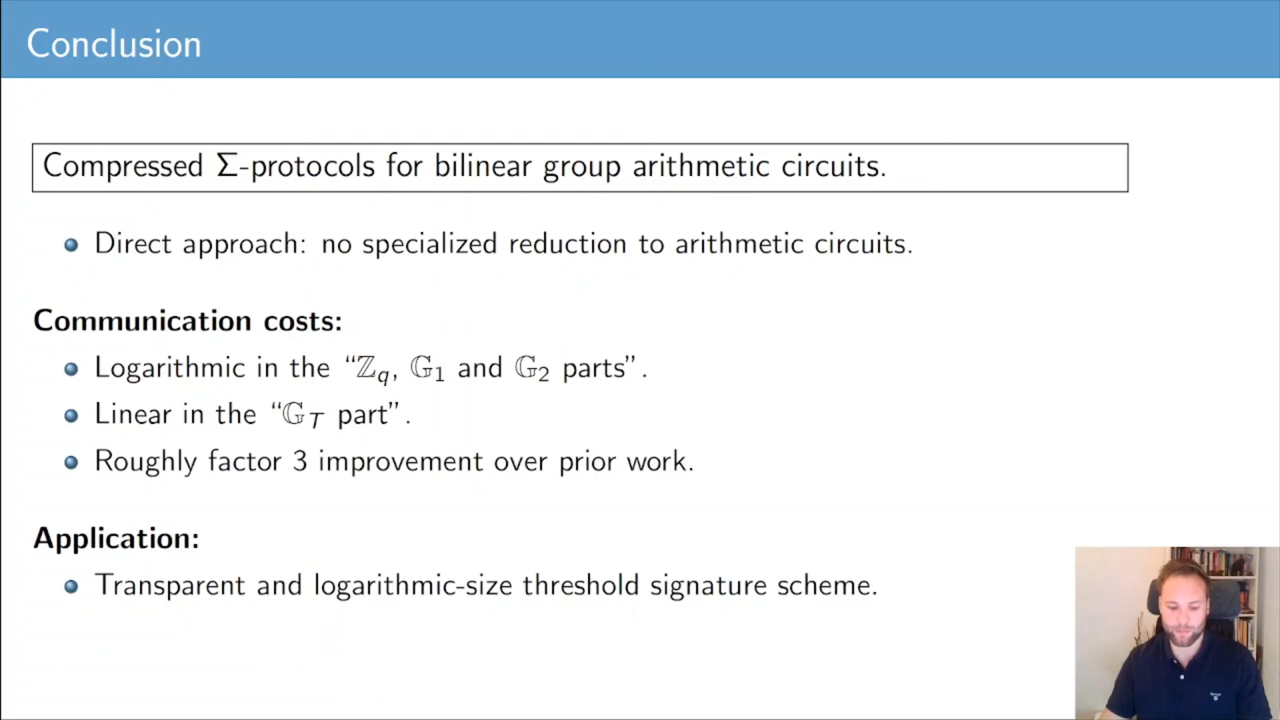 Conclusion
Compressed Σ-protocols for bilinear group arithmetic circuits.
Direct approach: no specialized reduction to arithmetic circuits.
Communication costs:
Logarithmic in the “ℤq, 𝔾1 and 𝔾2 parts”.
Linear in the “𝔾T part”.
Roughly factor 3 improvement over prior work.
Application:
Transparent and logarithmic-size threshold signature scheme.